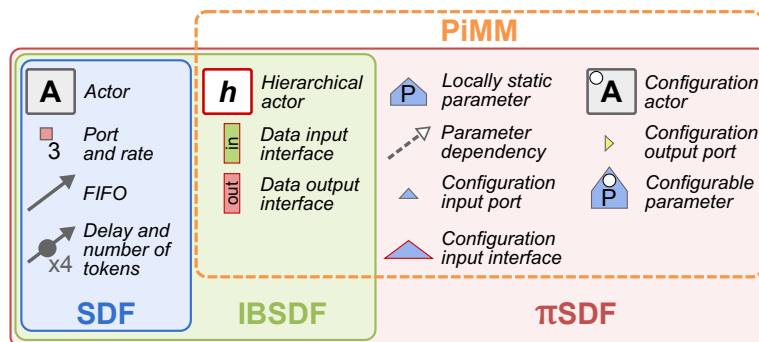 PiMM
A
Actor
3
Port
and rate
FIFO
x4
Delay and
number of
tokens
SDF
h
Hierarchical
actor
in
Data input
interface
out
Data output
interface
IBSDF
P
Locally static
parameter
Parameter
dependency
Configuration
input port
Configuration
input interface
A
Configuration
actor
Configuration
output port
P
Configurable
parameter
πSDF